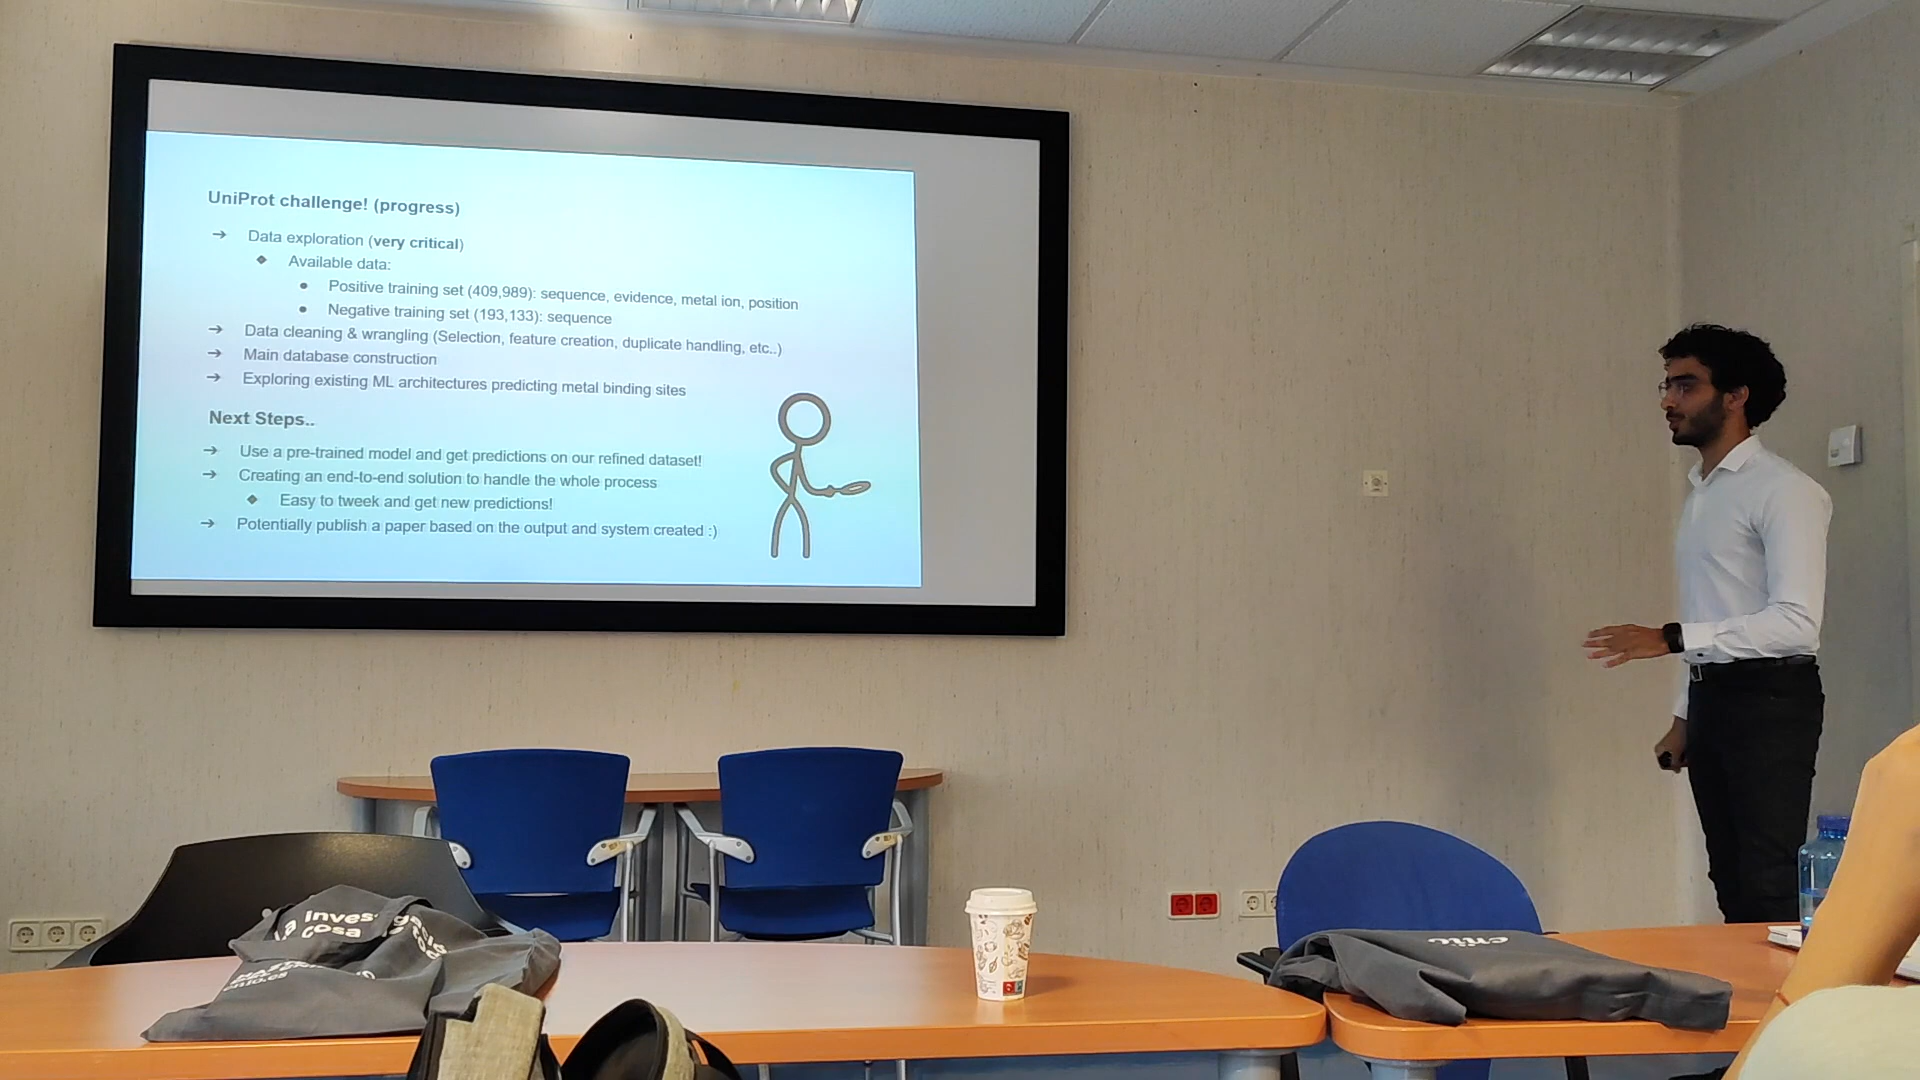 UniProt challenge! (progress)
➔ Data exploration (very critical)
❖ Available data:
● Positive training set (409,989): sequence, evidence, metal ion, position
● Negative training set (193,133): sequence
➔ Data cleaning & wrangling (Selection, feature creation, duplicate handling, etc..)
➔ Main database construction
➔ Exploring existing ML architectures predicting metal binding sites
Next Steps..
➔ Use a pre-trained model and get predictions on our refined dataset!
➔ Creating an end-to-end solution to handle the whole process
❖ Easy to tweek and get new predictions!
➔ Potentially publish a paper based on the output and system created :)
cosa
cnio